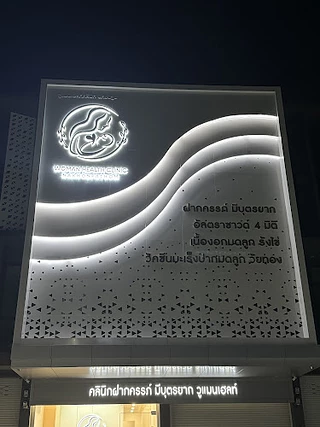 WOMAN HEALTH CLINIC
ฝากครรภ์ มีบุตรยาก
อัลตราซาวด์ 4 มิติ
เนื้องอกมดลูก รังไข่
วัคซีนมะเร็งปากมดลูก วัยทอง
คลินิกฝากครรภ์ มีบุตรยาก วูแมนเฮลท์